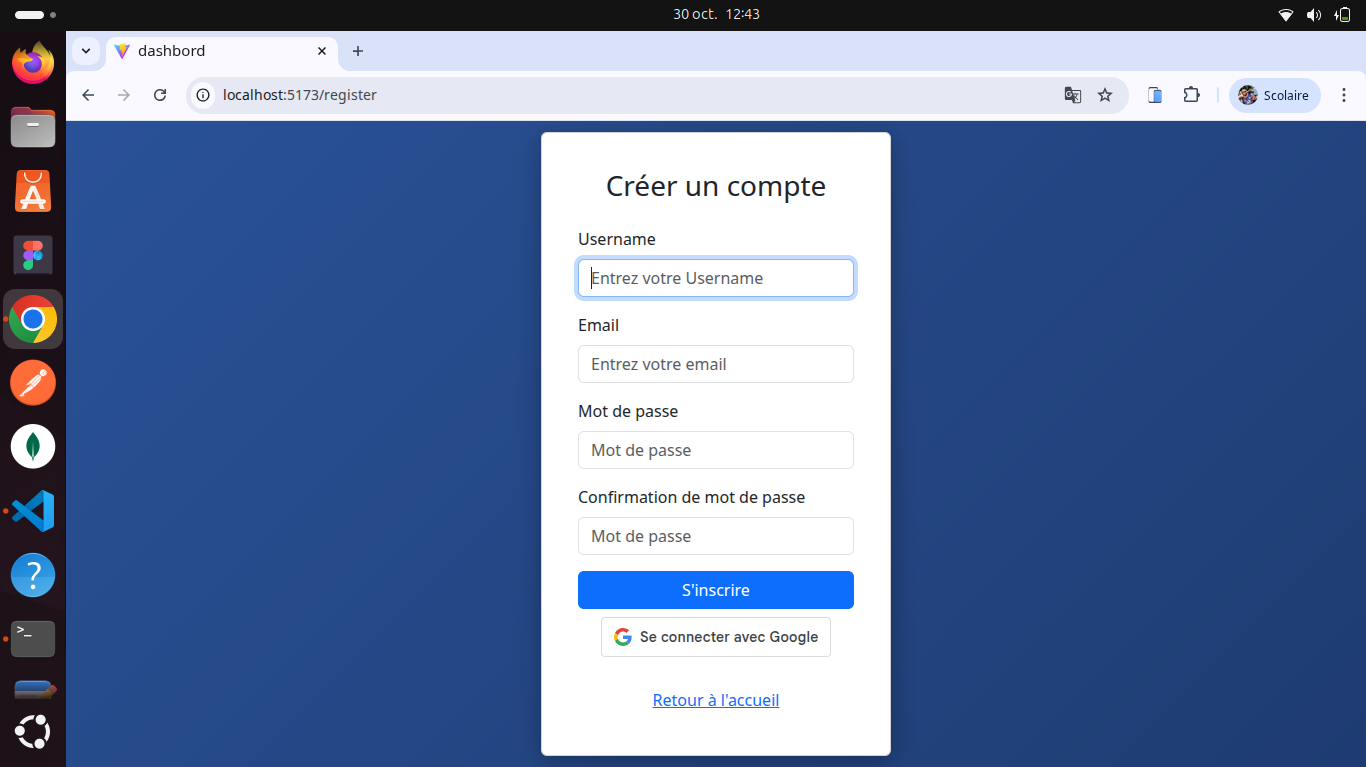 30 oct. 12:43
dashbord
localhost:5173/register
Scolaire
Créer un compte
Username
Entrez votre Username
Email
Entrez votre email
Mot de passe
Mot de passe
Confirmation de mot de passe
Mot de passe
S'inscrire
Se connecter avec Google
Retour à l'accueil